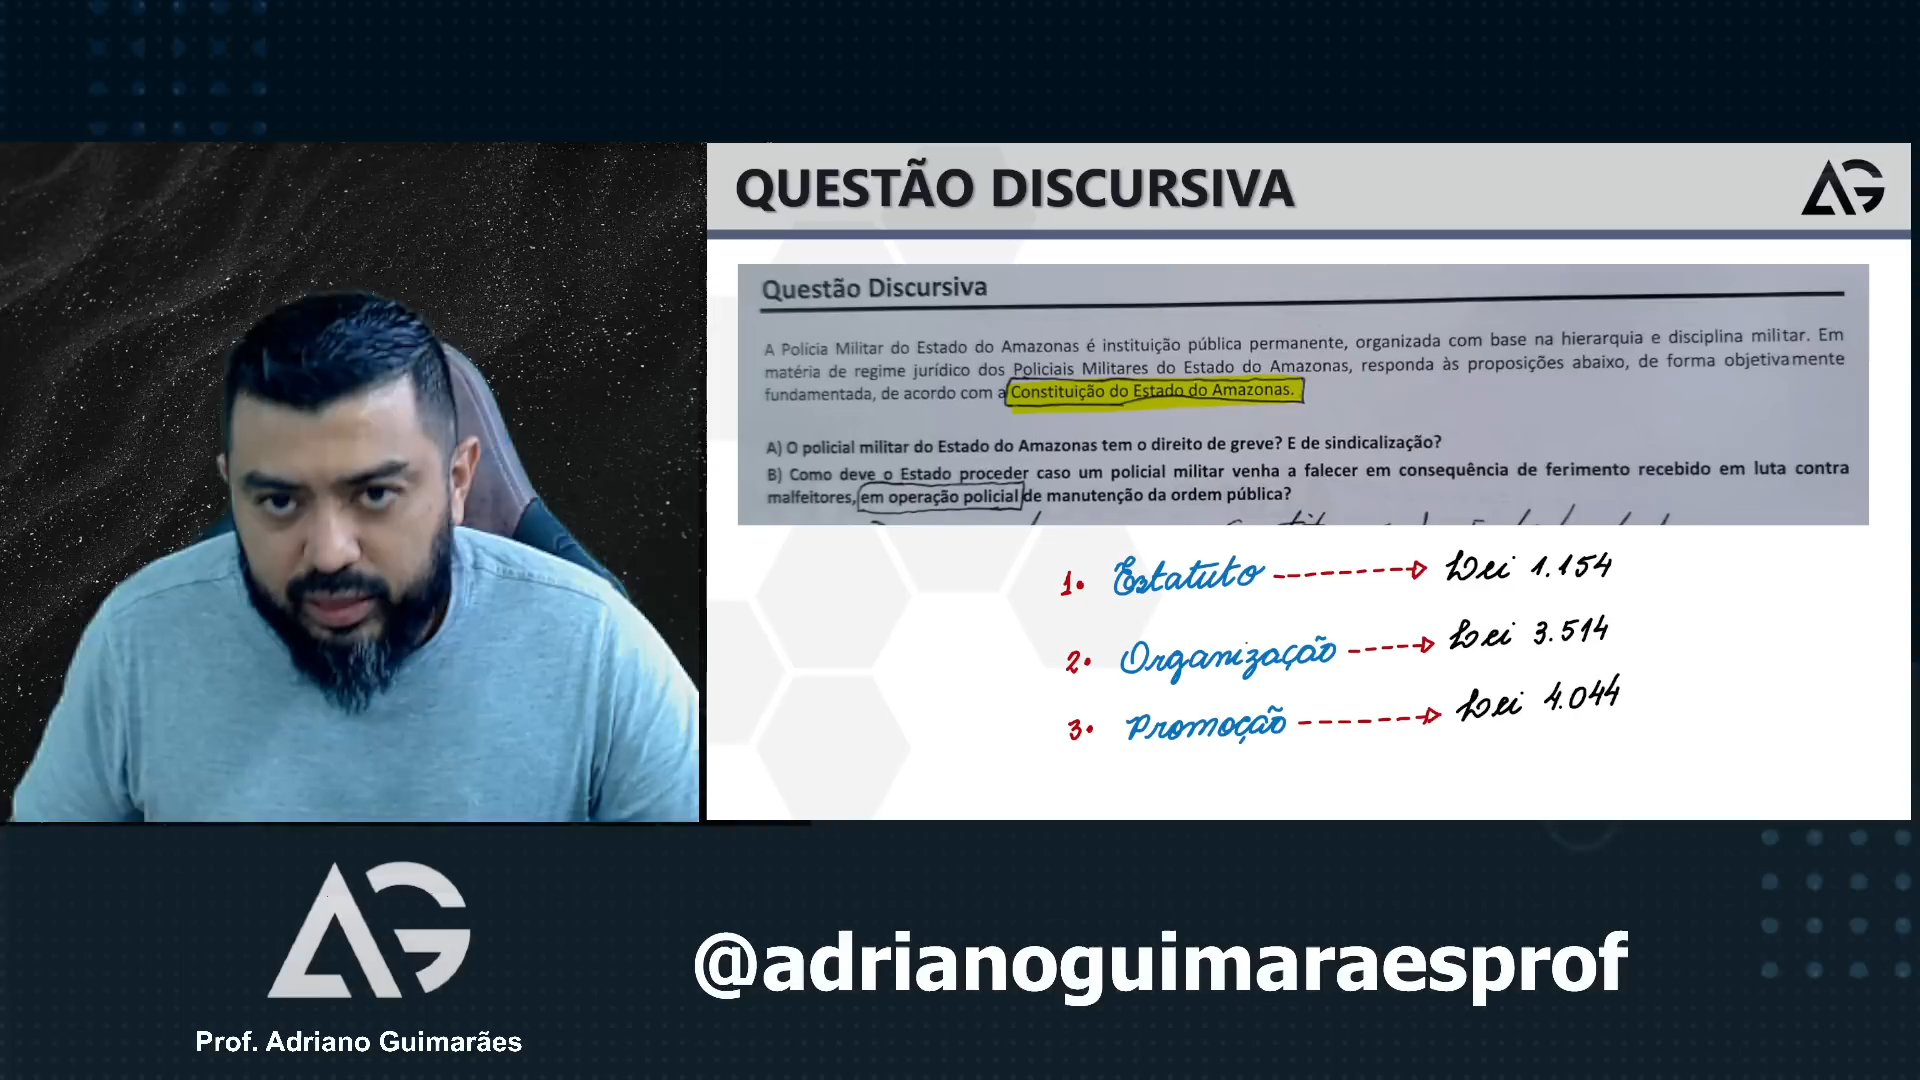 QUESTÃO DISCURSIVA
AG
Questão Discursiva
A Polícia Militar do Estado do Amazonas é instituição pública permanente, organizada com base na hierarquia e disciplina militar. Em
matéria de regime jurídico dos Policiais Militares do Estado do Amazonas, responda às proposições abaixo, de forma objetivamente
fundamentada, de acordo com a Constituição do Estado do Amazonas.
A) O policial militar do Estado do Amazonas tem o direito de greve? E de sindicalização?
B) Como deve o Estado proceder caso um policial militar venha a falecer em consequência de ferimento recebido em luta contra
malfeitores, em operação policial de manutenção da ordem pública?
1. Estatuto Lei 1.154
2. Organização Lei 3.514
3. Promoção Lei 4.044
AG
@adrianoguimaraesprof
Prof. Adriano Guimarães